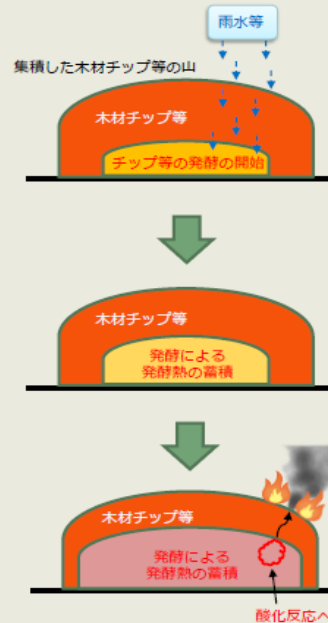 雨水等
集積した木材チップ等の山
木材チップ等
チップ等の発酵の開始
木材チップ等
発酵による
発酵熱の蓄積
木材チップ等
発酵による
発酵熱の蓄積
酸化反応へ